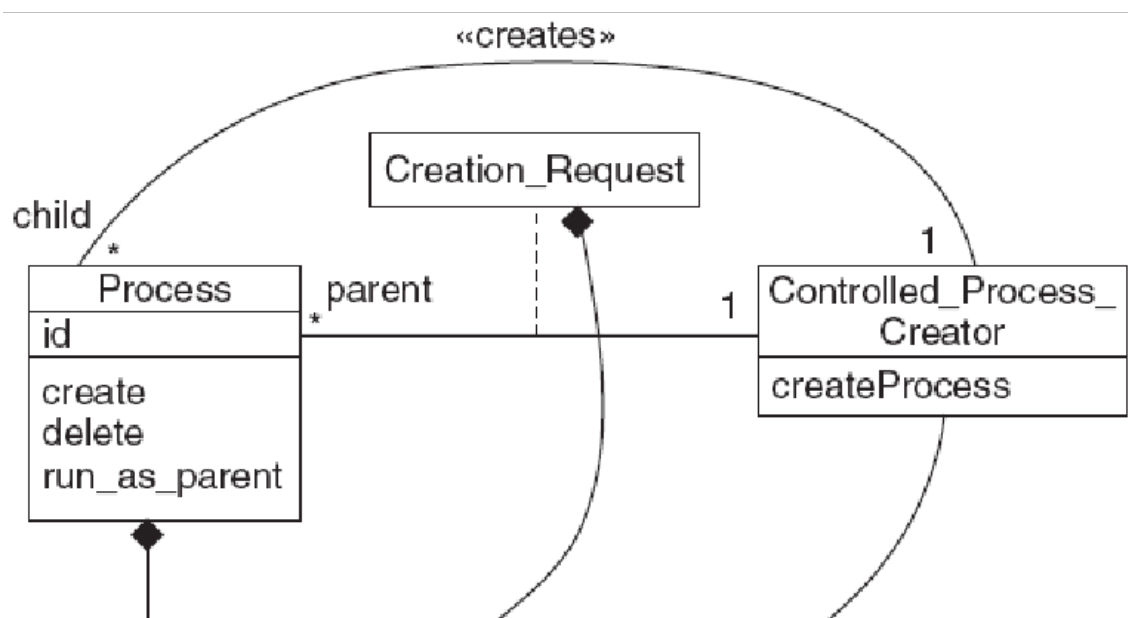 «creates»
Creation_Request
child
*
1
Process
id
create
delete
run_as_parent
parent
*
1
Controlled_Process_
Creator
createProcess